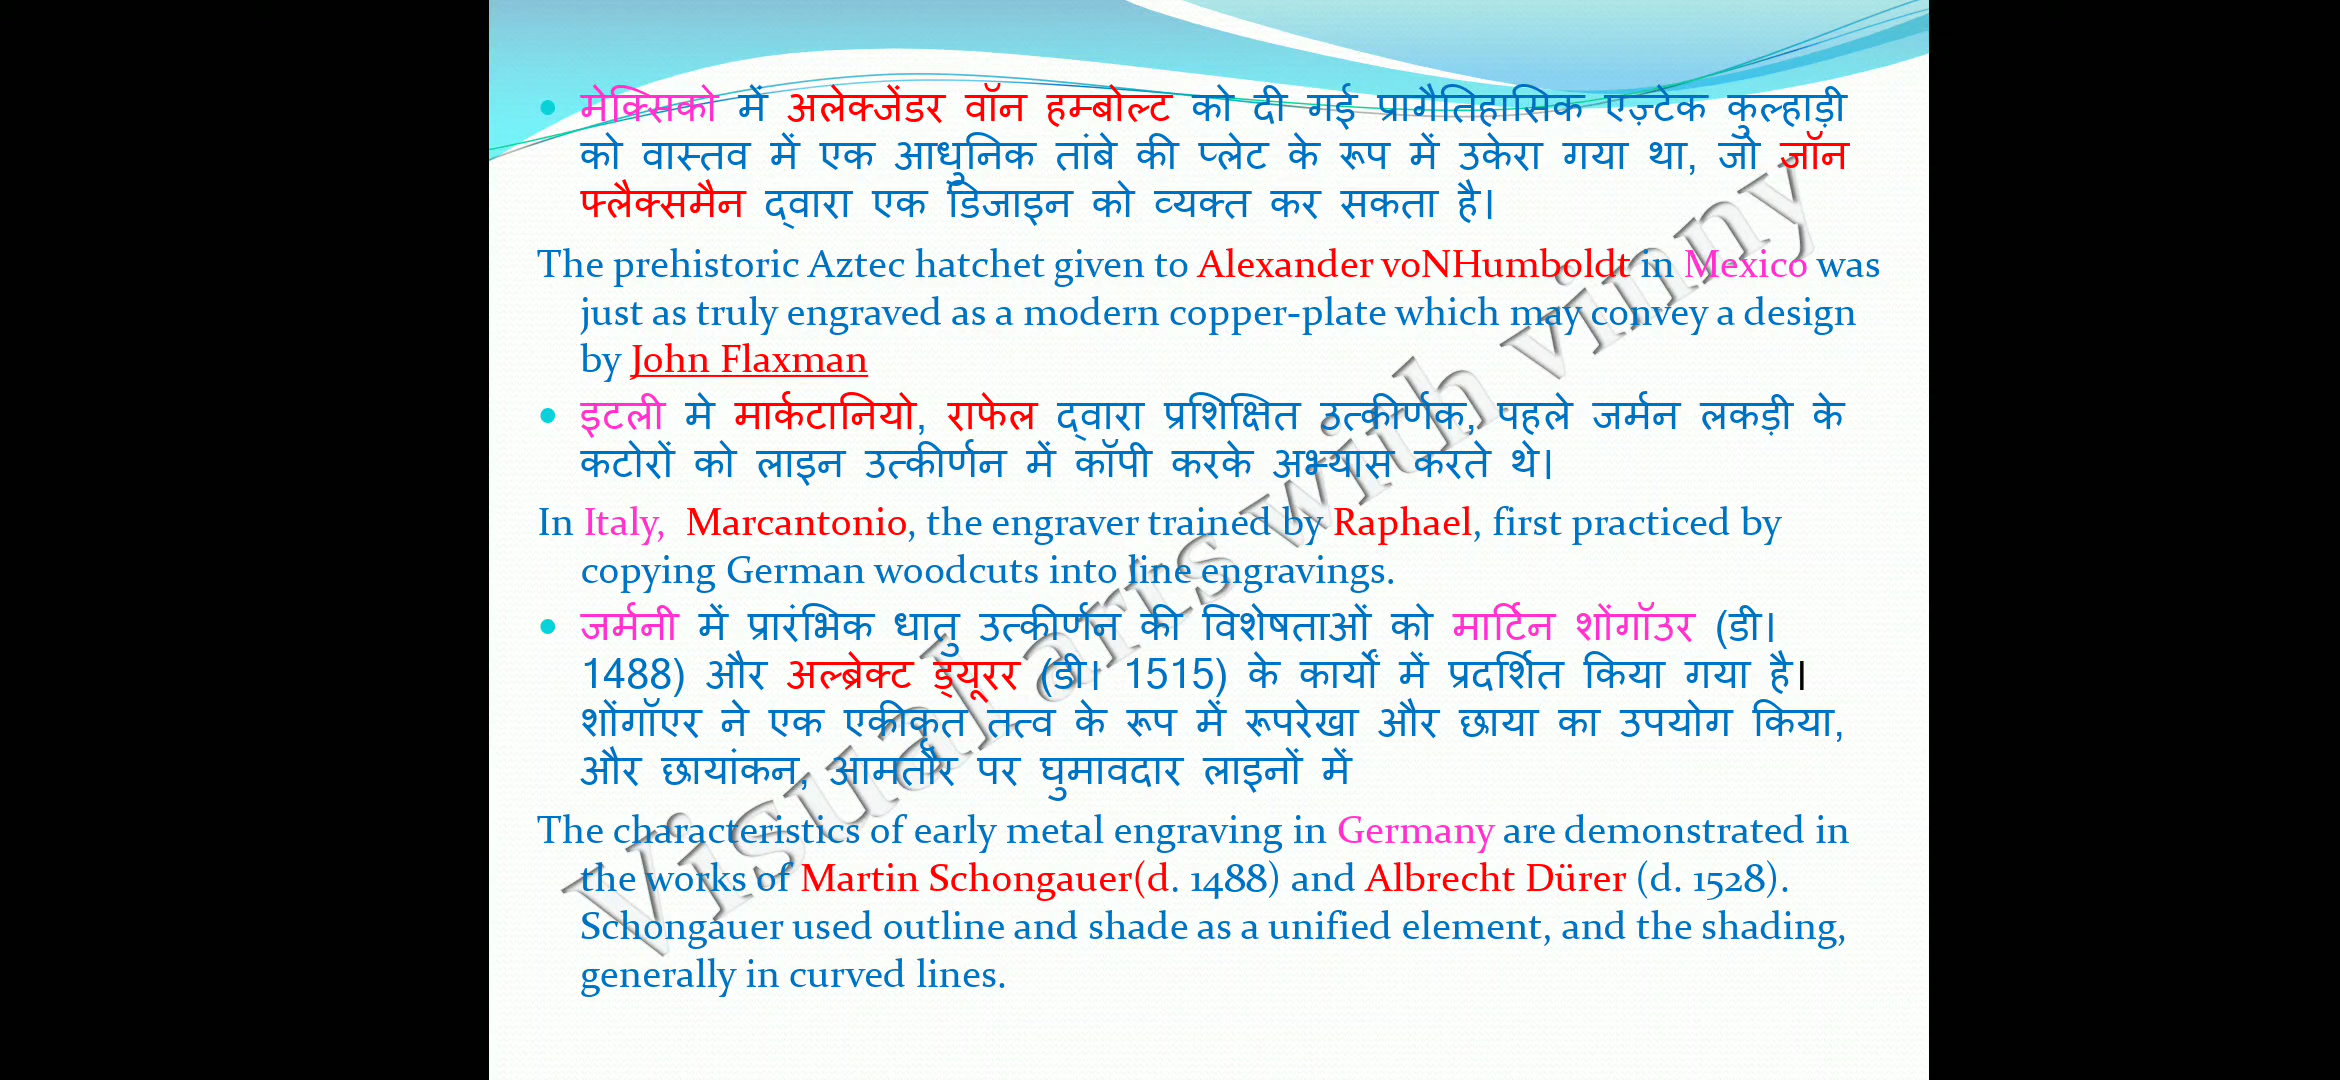 मेक्सिको में अलेक्जेंडर वॉन हम्बोल्ट को दी गई प्रागैतिहासिक एज़्टेक कुल्हाड़ी
को वास्तव में एक आधुनिक तांबे की प्लेट के रूप में उकेरा गया था, जो जॉन
फ्लैक्समैन द्वारा एक डिजाइन को व्यक्त कर सकता है।
The prehistoric Aztec hatchet given to Alexander voNHumboldt in Mexico was
just as truly engraved as a modern copper-plate which may convey a design
by John Flaxman
इटली मे मार्कटानियो, राफेल द्वारा प्रशिक्षित उत्कीर्णक, पहले जर्मन लकड़ी के
कटोरों को लाइन उत्कीर्णन में कॉपी करके अभ्यास करते थे।
In Italy, Marcantonio, the engraver trained by Raphael, first practiced by
copying German woodcuts into line engravings.
जर्मनी में प्रारंभिक धातु उत्कीर्णन की विशेषताओं को मार्टिन शोंगॉउर (डी।
1488) और अल्ब्रेक्ट ड्यूरर (डी। 1515) के कार्यों में प्रदर्शित किया गया है।
शोंगॉएर ने एक एकीकृत तत्व के रूप में रूपरेखा और छाया का उपयोग किया,
और छायांकन, आमतौर पर घुमावदार लाइनों में
The characteristics of early metal engraving in Germany are demonstrated in
the works of Martin Schongauer(d. 1488) and Albrecht Dürer (d. 1528).
Schongauer used outline and shade as a unified element, and the shading,
generally in curved lines.
Visual arts with vinny